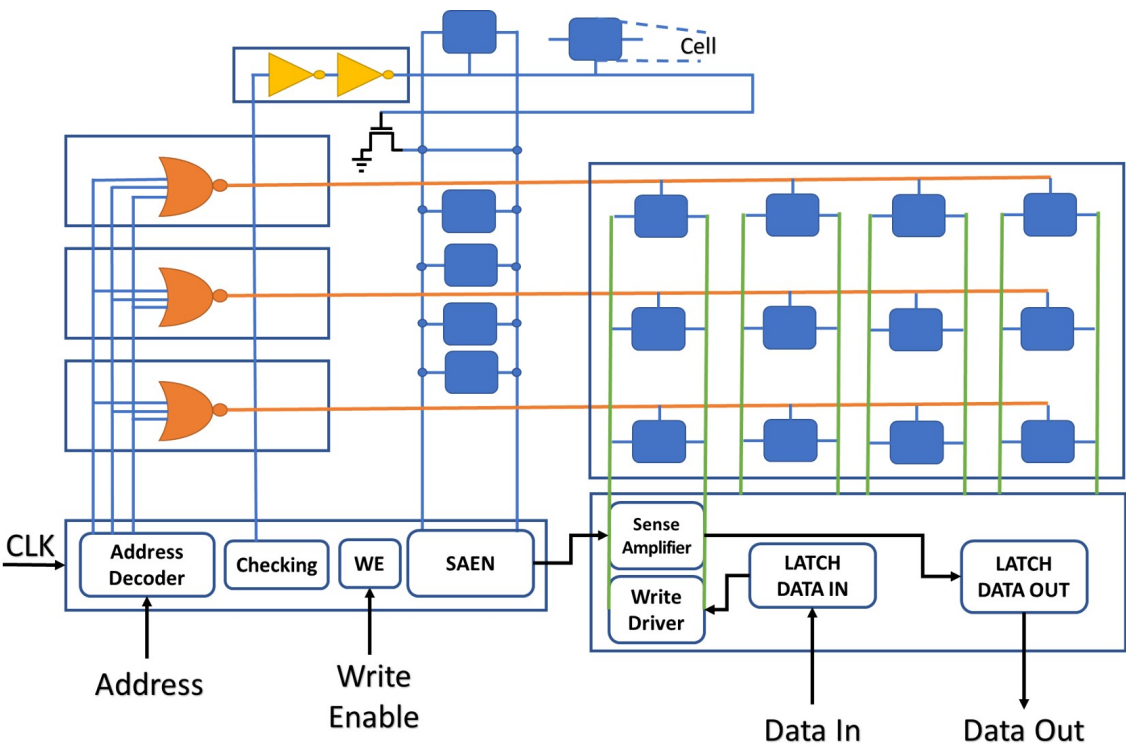 Cell
CLK
Address
Decoder
Checking
WE
SAEN
Sense
Amplifier
Write
Driver
LATCH
DATA IN
LATCH
DATA OUT
Address
Write
Enable
Data In
Data Out